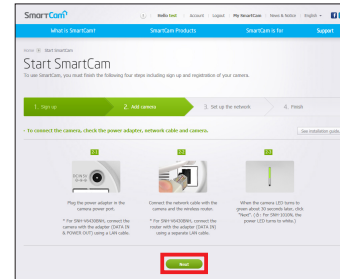 SmartCam
Hello test | Account | Logout | My SmartCam | News & Notice | English
What is SmartCam?
SmartCam Products
SmartCam is for
Support
Home Start SmartCam
Start SmartCam
To use SmartCam, you must finish the following four steps including sign up and registration of your camera.
1. Sign up
2. Add camera
3. Set up the network
4. Finish
To connect the camera, check the power adapter, network cable and camera.
See installation guide
2-1
2-2
2-3
Plug the power adapter in the
camera power port.
* For SNH-WH3OBNH, connect the
camera with the adapter (DATA IN
& POWER OUT) using a LAN cable.
Connect the network cable with the
camera and the wireless router.
* For SNH-WH3OBNH, connect the
router with the adapter (DATA IN)
using a separate LAN cable.
When the camera LED turns to
green about 30 seconds later, click
"Next". (※: For SNH-1010N, the
power LED turns to white.)
Next